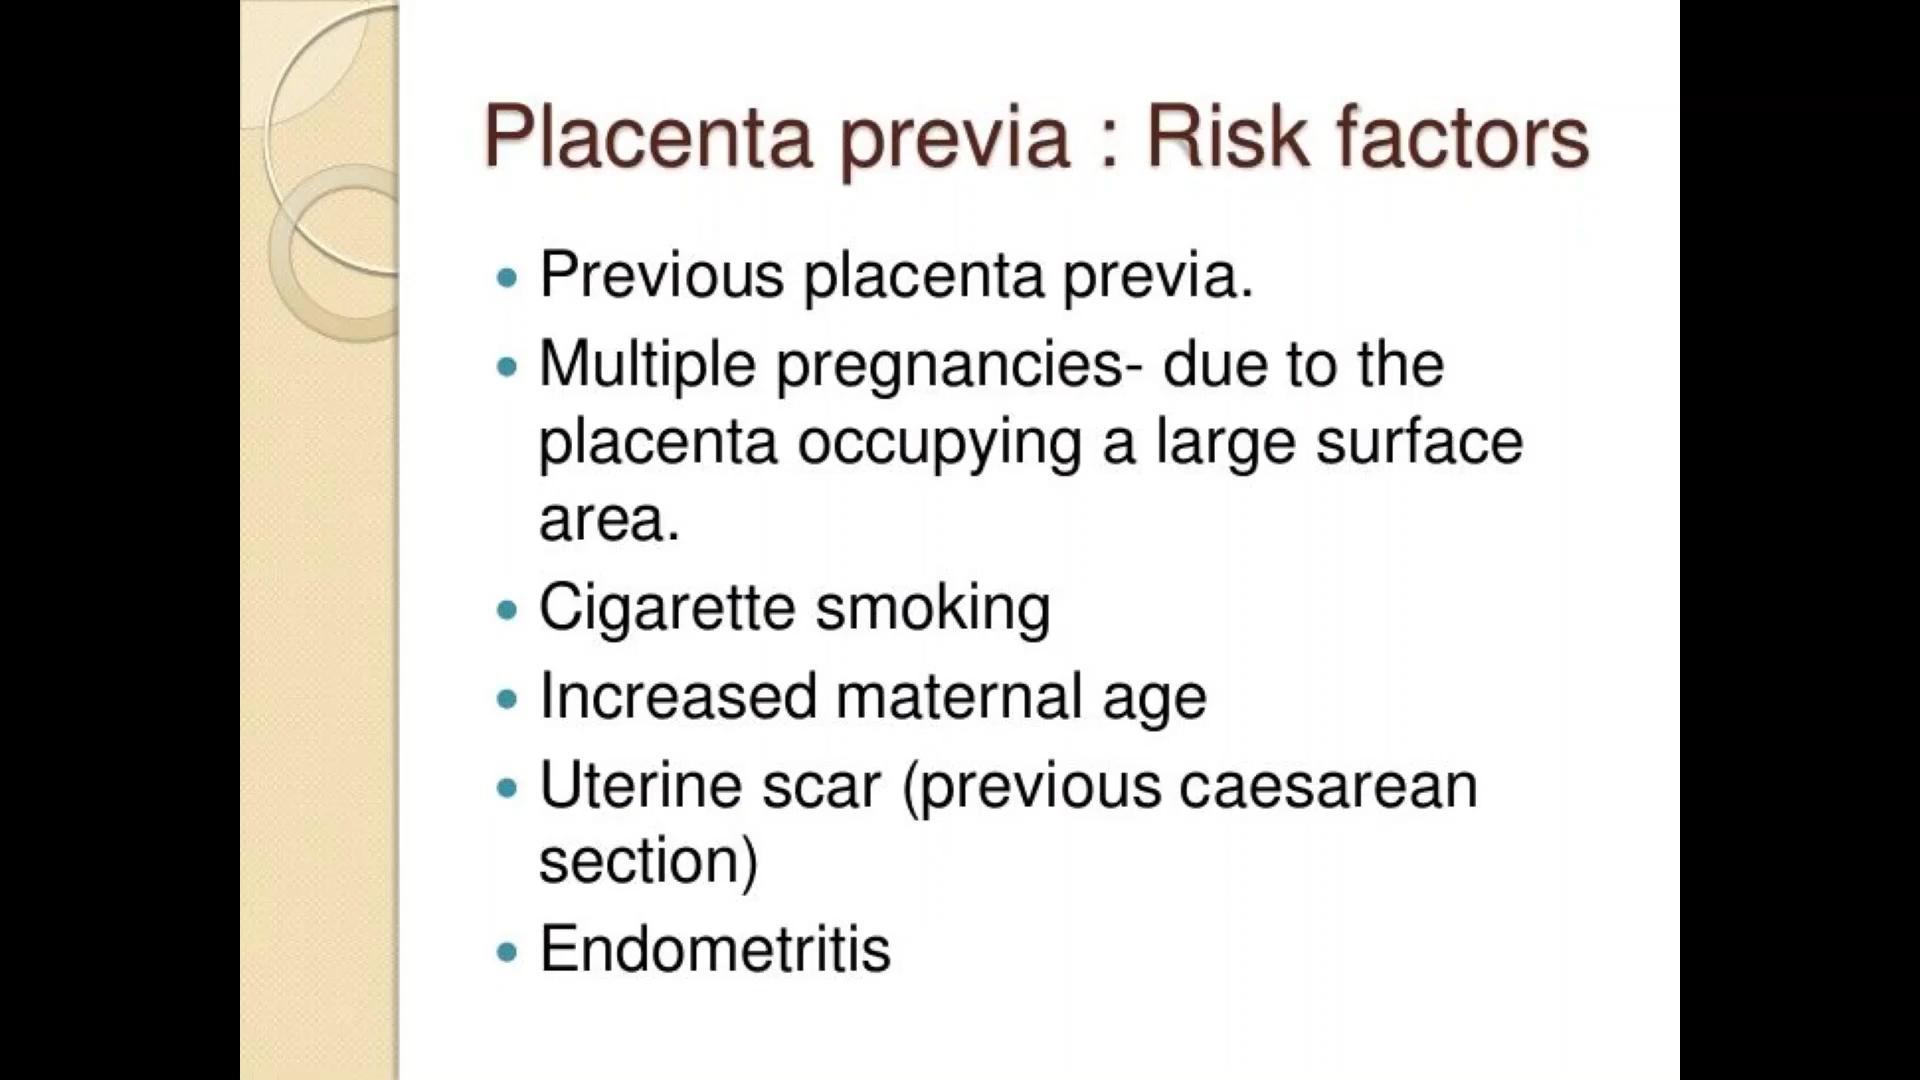 Placenta previa : Risk factors
• Previous placenta previa.
• Multiple pregnancies- due to the
placenta occupying a large surface
area.
• Cigarette smoking
• Increased maternal age
• Uterine scar (previous caesarean
section)
• Endometritis